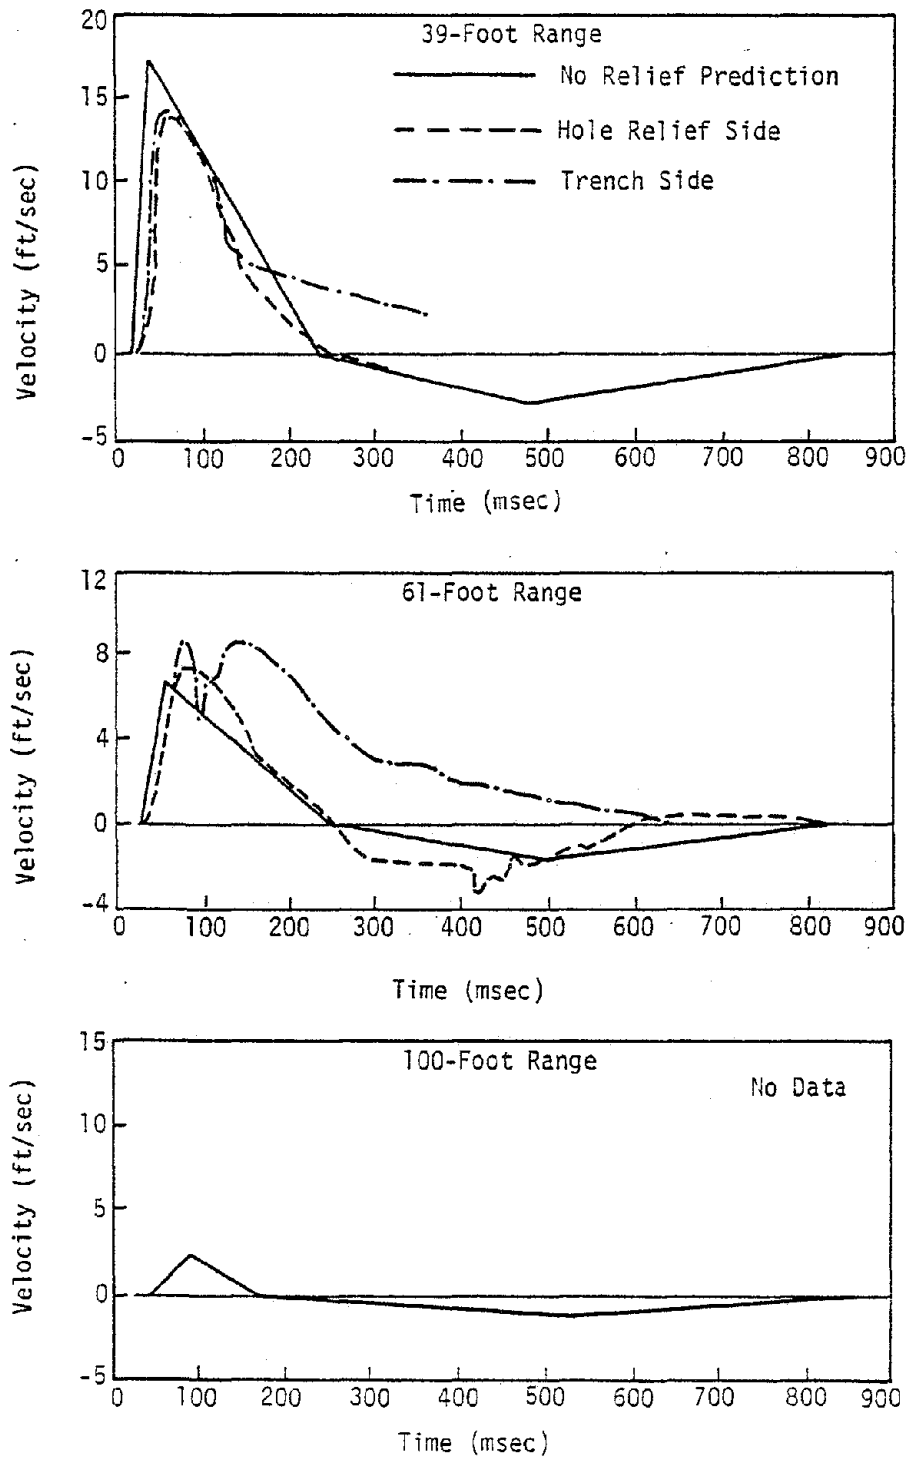 39-Foot Range
No Relief Prediction
Hole Relief Side
Trench Side
Velocity (ft/sec)
20
15
10
5
0
-5
0 100 200 300 400 500 600 700 800 900
Time (msec)
61-Foot Range
Velocity (ft/sec)
12
8
4
0
-4
0 100 200 300 400 500 600 700 800 900
Time (msec)
100-Foot Range
No Data
Velocity (ft/sec)
15
10
5
0
-5
0 100 200 300 400 500 600 700 800 900
Time (msec)